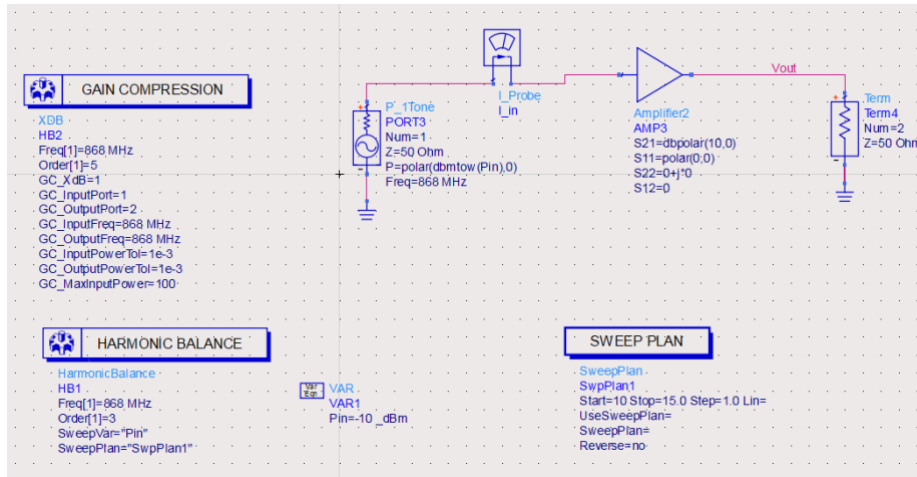 GAIN COMPRESSION
XDB
HB2
Freq[1]=868 MHz
Order[1]=5
GC_XdB=1
GC_InputPort=1
GC_OutputPort=2
GC_InputFreq=868 MHz
GC_OutputFreq=868 MHz
GC_InputPowerTol=1e-3
GC_OutputPowerTol=1e-3
GC_MaxInputPower=100
P_1Tone
PORT3
Num=1
Z=50 Ohm
P=polar(dbmtow(Pin),0)
Freq=868 MHz
I_Probe
I_in
Amplifier2
AMP3
S21=dbpolar(10,0)
S11=polar(0,0)
S22=0+j*0
S12=0
Vout
Term
Term4
Num=2
Z=50 Ohm
HARMONIC BALANCE
HarmonicBalance
HB1
Freq[1]=868 MHz
Order[1]=3
SweepVar="Pin"
SweepPlan="SwpPlan1"
Var
Eqn
VAR
VAR1
Pin=-10 _dBm
SWEEP PLAN
SweepPlan
SwpPlan1
Start=10 Stop=15.0 Step=1.0 Lin=
UseSweepPlan=
SweepPlan=
Reverse=no